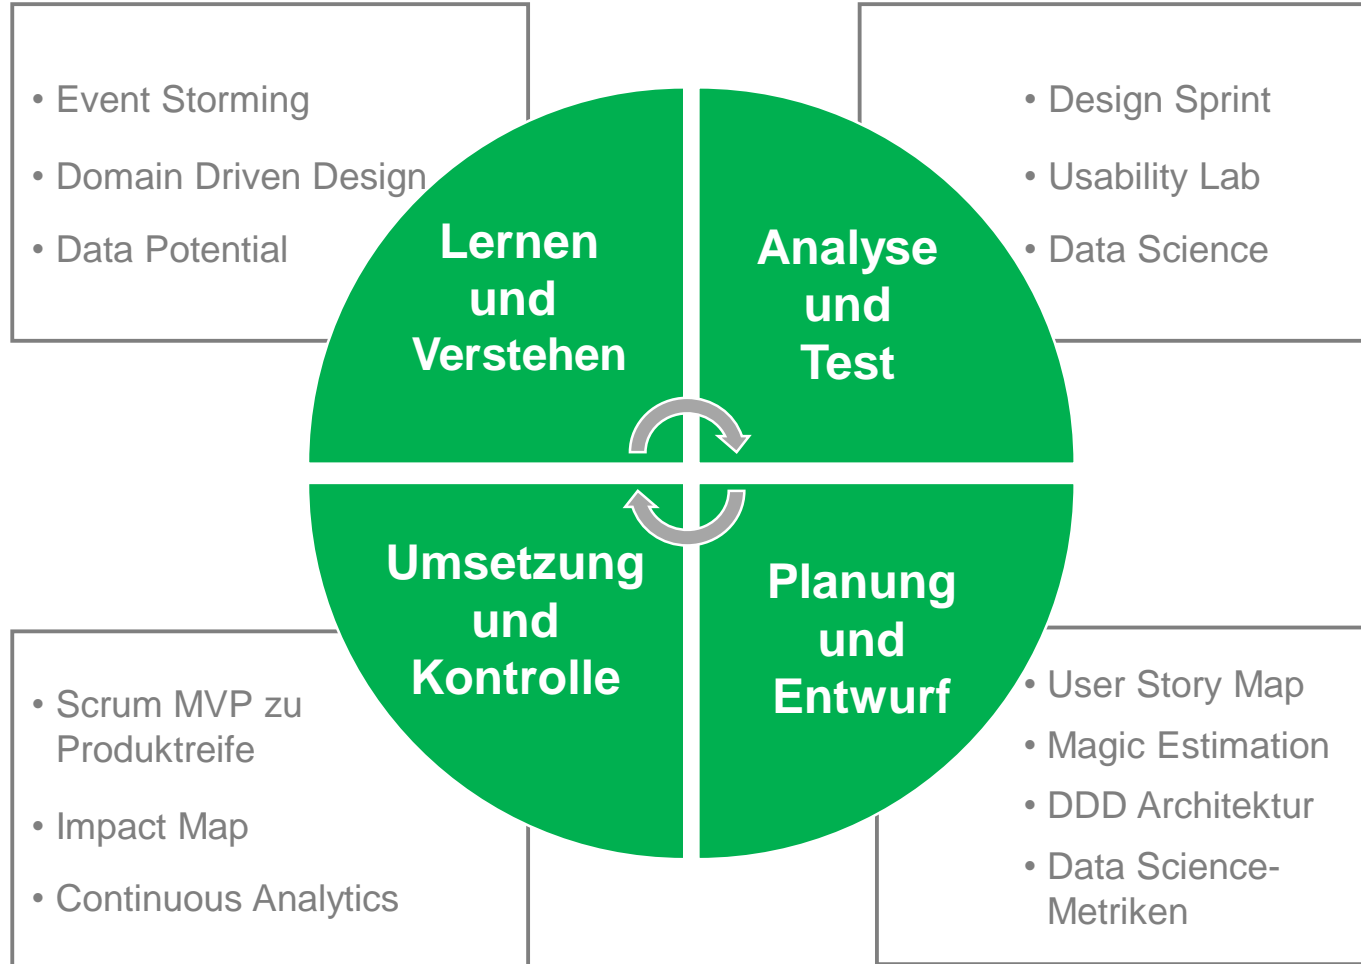 • Event Storming
• Domain Driven Design
• Data Potential
• Design Sprint
• Usability Lab
• Data Science
Lernen
und
Verstehen
Analyse
und
Test
Umsetzung
und
Kontrolle
Planung
und
Entwurf
• Scrum MVP zu
Produktreife
• Impact Map
• Continuous Analytics
• User Story Map
• Magic Estimation
• DDD Architektur
• Data Science-
Metriken